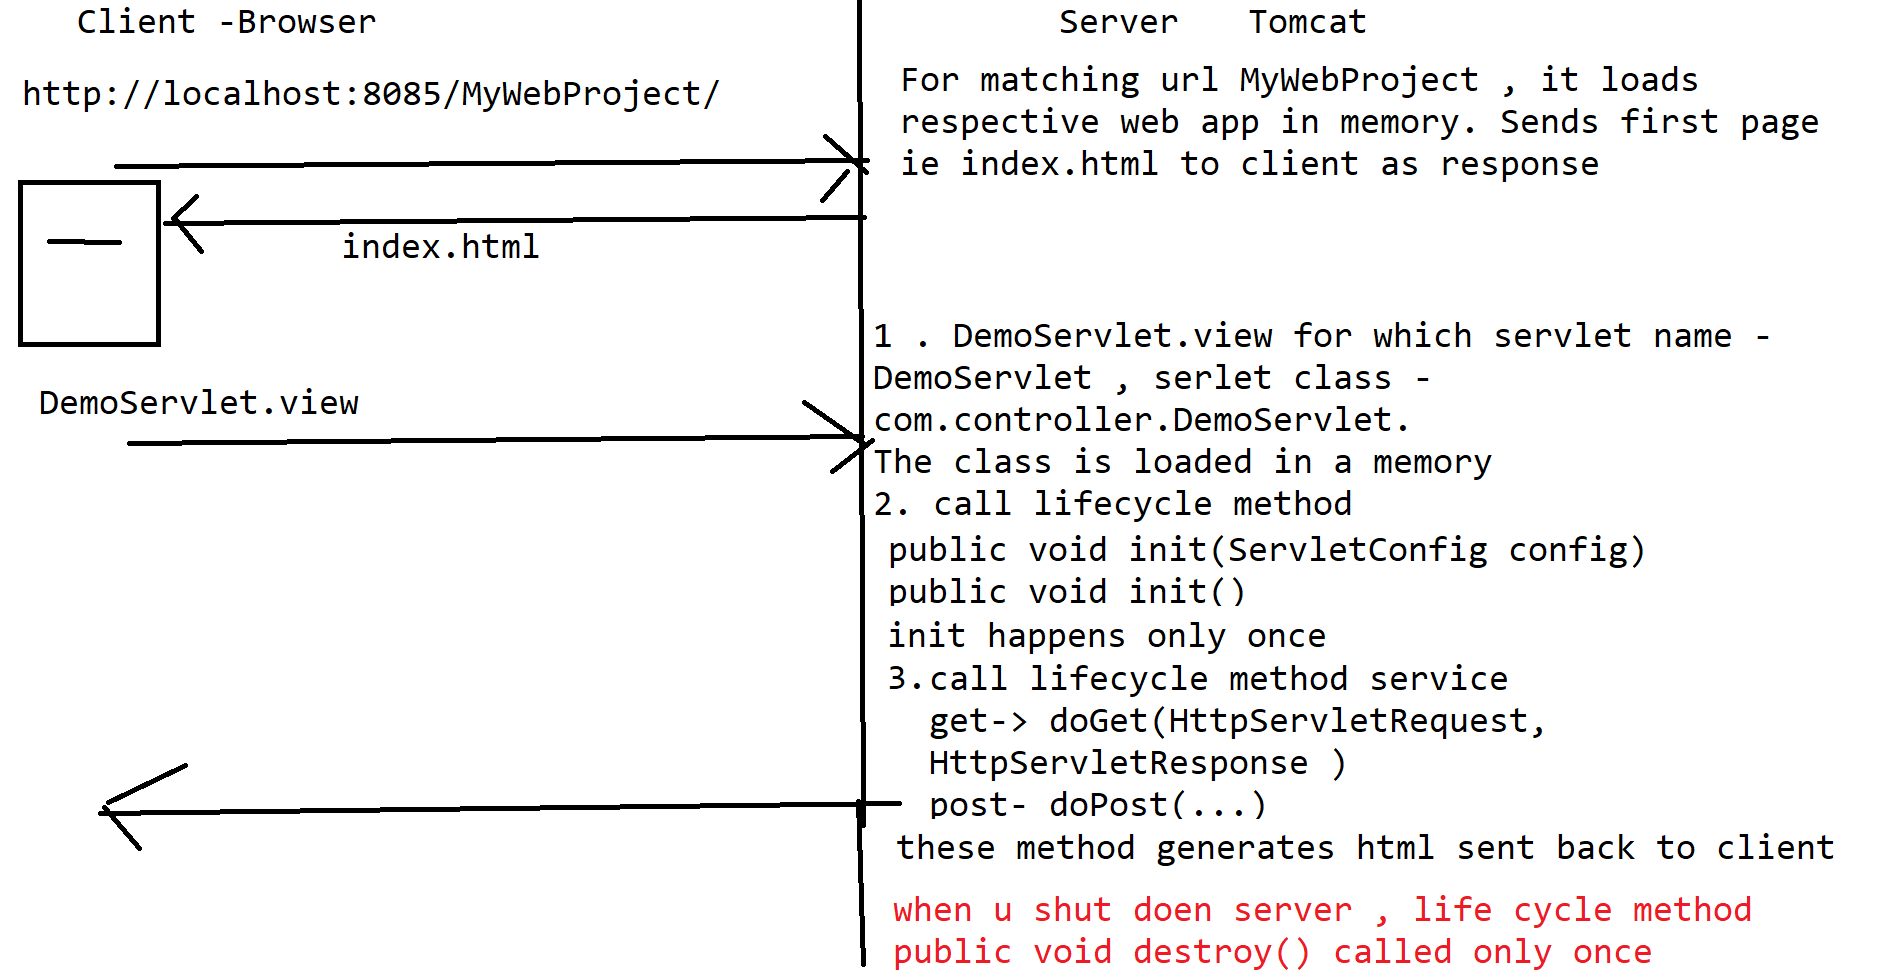 Client -Browser
http://localhost:8085/MyWebProject/
index.html
DemoServlet.view
Server Tomcat
For matching url MyWebProject , it loads
respective web app in memory. Sends first page
ie index.html to client as response
1 . DemoServlet.view for which servlet name -
DemoServlet , serlet class -
com.controller.DemoServlet.
The class is loaded in a memory
2. call lifecycle method
public void init(ServletConfig config)
public void init()
init happens only once
3.call lifecycle method service
get-> doGet(HttpServletRequest,
HttpServletResponse )
post- doPost(...)
these method generates html sent back to client
when u shut doen server , life cycle method
public void destroy() called only once